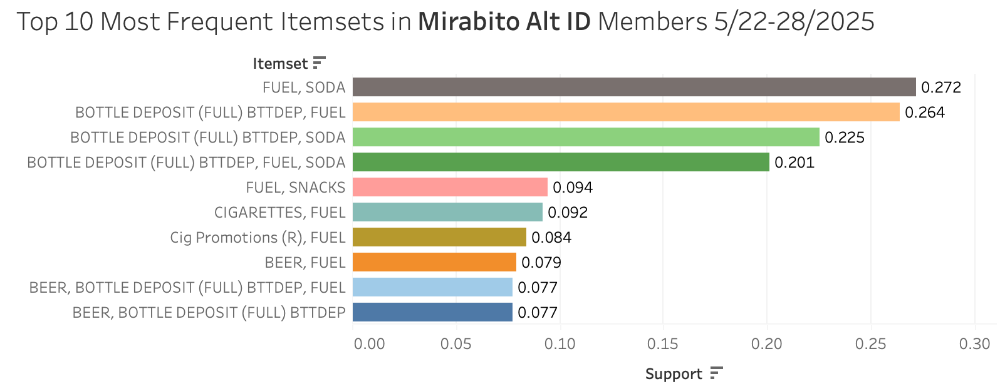 Top 10 Most Frequent Itemsets in Mirabito Alt ID Members 5/22-28/2025
Itemset
FUEL, SODA 0.272
BOTTLE DEPOSIT (FULL) BTTDEP, FUEL 0.264
BOTTLE DEPOSIT (FULL) BTTDEP, SODA 0.225
BOTTLE DEPOSIT (FULL) BTTDEP, FUEL, SODA 0.201
FUEL, SNACKS 0.094
CIGARETTES, FUEL 0.092
Cig Promotions (R), FUEL 0.084
BEER, FUEL 0.079
BEER, BOTTLE DEPOSIT (FULL) BTTDEP, FUEL 0.077
BEER, BOTTLE DEPOSIT (FULL) BTTDEP 0.077
0.00 0.05 0.10 0.15 0.20 0.25 0.30
Support